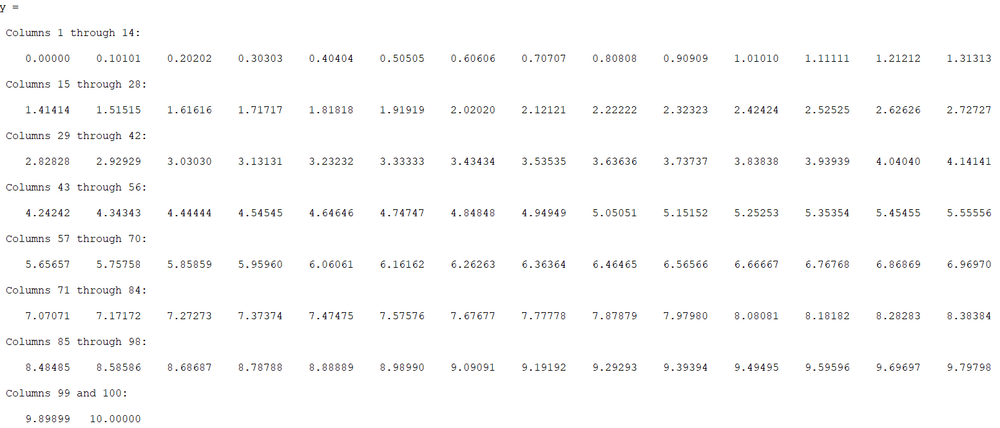 y =
Columns 1 through 14:
0.00000 0.10101 0.20202 0.30303 0.40404 0.50505 0.60606 0.70707 0.80808 0.90909 1.01010 1.11111 1.21212 1.31313
Columns 15 through 28:
1.41414 1.51515 1.61616 1.71717 1.81818 1.91919 2.02020 2.12121 2.22222 2.32323 2.42424 2.52525 2.62626 2.72727
Columns 29 through 42:
2.82828 2.92929 3.03030 3.13131 3.23232 3.33333 3.43434 3.53535 3.63636 3.73737 3.83838 3.93939 4.04040 4.14141
Columns 43 through 56:
4.24242 4.34343 4.44444 4.54545 4.64646 4.74747 4.84848 4.94949 5.05051 5.15152 5.25253 5.35354 5.45455 5.55556
Columns 57 through 70:
5.65657 5.75758 5.85859 5.95960 6.06061 6.16162 6.26263 6.36364 6.46465 6.56566 6.66667 6.76768 6.86869 6.96970
Columns 71 through 84:
7.07071 7.17172 7.27273 7.37374 7.47475 7.57576 7.67677 7.77778 7.87879 7.97980 8.08081 8.18182 8.28283 8.38384
Columns 85 through 98:
8.48485 8.58586 8.68687 8.78788 8.88889 8.98990 9.09091 9.19192 9.29293 9.39394 9.49495 9.59596 9.69697 9.79798
Columns 99 and 100:
9.89899 10.00000